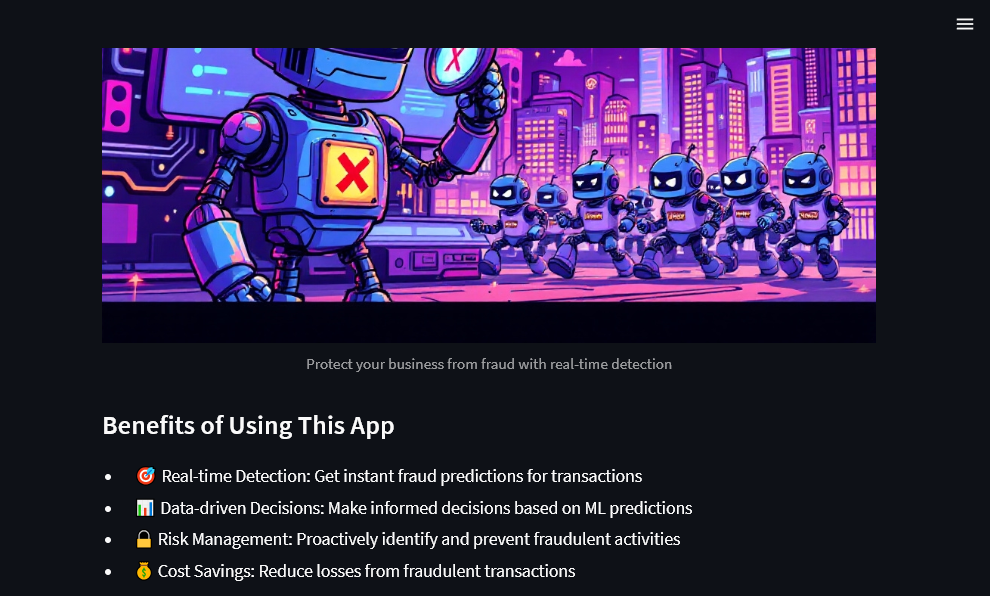 X
X
Protect your business from fraud with real-time detection
Benefits of Using This App
• 🎯 Real-time Detection: Get instant fraud predictions for transactions
• 📊 Data-driven Decisions: Make informed decisions based on ML predictions
• 🔒 Risk Management: Proactively identify and prevent fraudulent activities
• 💰 Cost Savings: Reduce losses from fraudulent transactions